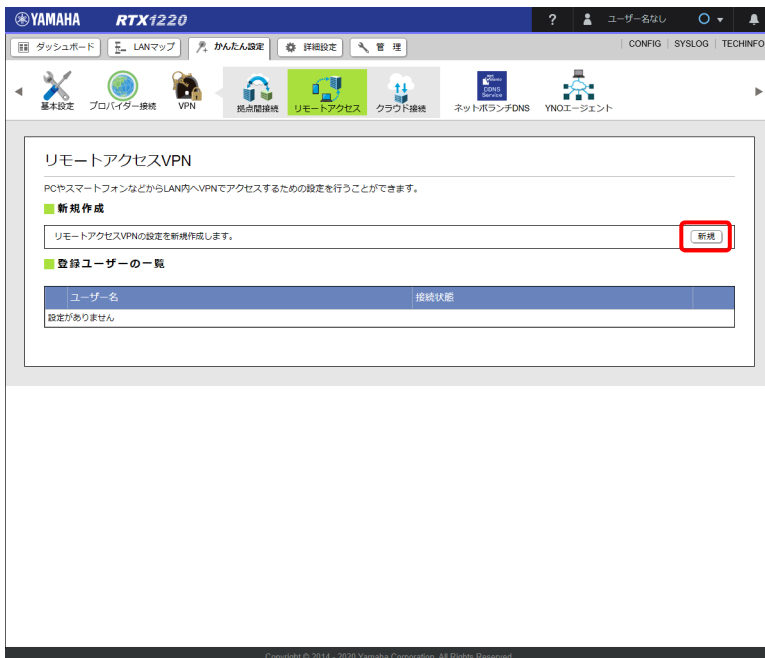 YAMAHA RTX1220 ? ユーザー名なし
ダッシュボード LANマップ かんたん設定 詳細設定 管 理 CONFIG SYSLOG TECHINFO
基本設定 プロバイダー接続 VPN 拠点間接続 リモートアクセス クラウド接続 ネットボランチDNS YNOエージェント
DDNS
Service
リモートアクセスVPN
PCやスマートフォンなどからLAN内へVPNでアクセスするための設定を行うことができます。
新規作成
リモートアクセスVPNの設定を新規作成します。 新規
登録ユーザーの一覧
ユーザー名 接続状態
設定がありません
Copyright © 2014 - 2020 Yamaha Corporation. All Rights Reserved.